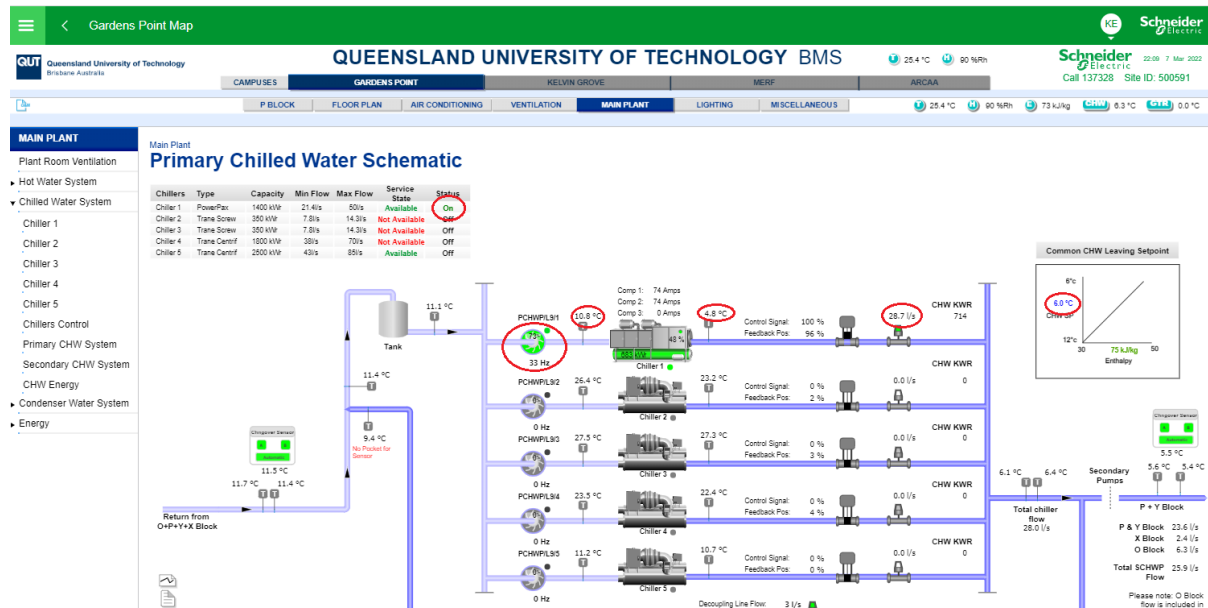 Gardens Point Map
KE
Schneider
Electric
QUT
Queensland University of Technology
Brisbane Australia
QUEENSLAND UNIVERSITY OF TECHNOLOGY BMS
25.4 °C
90 %Rh
Schneider
Electric
22:09 7 Mar 2022
Call 137328 Site ID: 500591
CAMPUSES
GARDENS POINT
KELVIN GROVE
MERF
ARCAA
P BLOCK
FLOOR PLAN
AIR CONDITIONING
VENTILATION
MAIN PLANT
LIGHTING
MISCELLANEOUS
25.4 °C
90 %Rh
73 kJ/kg
CHW
6.3 °C
0.0 °C
MAIN PLANT
Plant Room Ventilation
Hot Water System
Chilled Water System
Chiller 1
Chiller 2
Chiller 3
Chiller 4
Chiller 5
Chillers Control
Primary CHW System
Secondary CHW System
CHW Energy
Condenser Water System
Energy
Main Plant
Primary Chilled Water Schematic
Chillers Type Capacity Min Flow Max Flow Service State Status
Chiller 1 PowerPax 1400 kWr 21.4l/s 50l/s Available On
Chiller 2 Trane Screw 350 kWr 7.8l/s 14.3l/s Not Available Off
Chiller 3 Trane Screw 350 kWr 7.8l/s 14.3l/s Not Available Off
Chiller 4 Trane Centrif 1800 kWr 38l/s 70l/s Not Available Off
Chiller 5 Trane Centrif 2500 kWr 43l/s 85l/s Available Off
Common CHW Leaving Setpoint
6°c
6.0 °C
CHW SP
12°c
30
75 kJ/kg
50
Enthalpy
11.1 °C
Tank
11.4 °C
9.4 °C
No Pocket for
Sensor
Changover Sensor
A
A
Automatic
11.5 °C
11.7 °C
11.4 °C
Return from
O+P+Y+X Block
PCHWP/L9/1
73
33 Hz
10.8 °C
Comp 1: 74 Amps
Comp 2: 74 Amps
Comp 3: 0 Amps
48 %
683 kWr
Chiller 1
4.8 °C
Control Signal: 100 %
Feedback Pos: 96 %
28.7 l/s
CHW KWR
714
PCHWP/L9/2
0
0 Hz
26.4 °C
Chiller 2
23.2 °C
Control Signal: 0 %
Feedback Pos: 2 %
0.0 l/s
CHW KWR
0
PCHWP/L9/3
0
0 Hz
27.5 °C
Chiller 3
27.3 °C
Control Signal: 0 %
Feedback Pos: 3 %
0.0 l/s
CHW KWR
0
PCHWP/L9/4
0
0 Hz
23.5 °C
Chiller 4
22.4 °C
Control Signal: 0 %
Feedback Pos: 4 %
0.0 l/s
CHW KWR
0
PCHWP/L9/5
0
0 Hz
11.2 °C
Chiller 5
10.7 °C
Control Signal: 0 %
Feedback Pos: 0 %
0.0 l/s
CHW KWR
0
Decoupling Line Flow: 3 l/s
6.1 °C
6.4 °C
Total chiller
flow
28.0 l/s
Secondary
Pumps
Changover Sensor
Automatic
5.5 °C
5.6 °C
5.4 °C
P + Y Block
P & Y Block 23.6 l/s
X Block 2.4 l/s
O Block 6.3 l/s
Total SCHWP 25.9 l/s
Flow
Please note: O Block
flow is included in